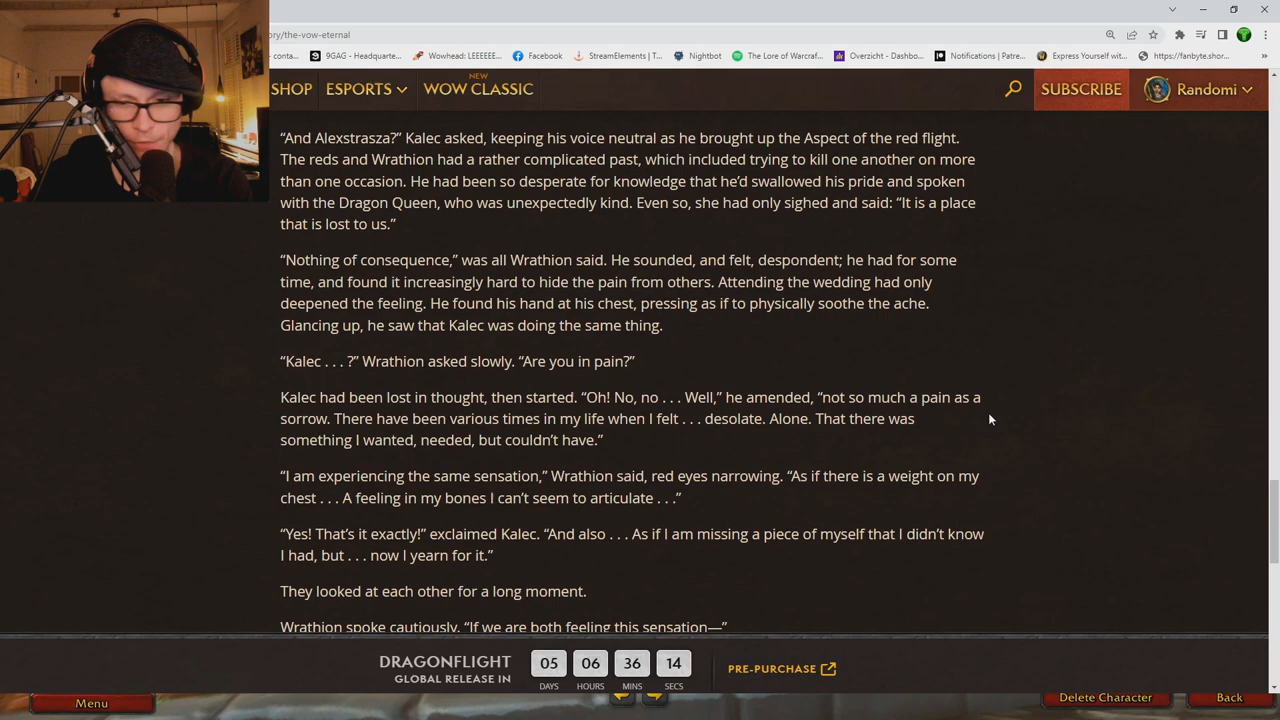 ory/the-vow-eternal
conta...
9GAG - Headquarte...
Wowhead: LEEEEEE...
Facebook
StreamElements | T...
Nightbot
The Lore of Warcraf...
Overzicht - Dashbo...
Notifications | Patre...
Express Yourself wit...
https://fanbyte.shor...
»
SHOP
ESPORTS
NEW
WOW CLASSIC
SUBSCRIBE
Randomi
“And Alexstrasza?” Kalec asked, keeping his voice neutral as he brought up the Aspect of the red flight.
The reds and Wrathion had a rather complicated past, which included trying to kill one another on more
than one occasion. He had been so desperate for knowledge that he’d swallowed his pride and spoken
with the Dragon Queen, who was unexpectedly kind. Even so, she had only sighed and said: “It is a place
that is lost to us.”
“Nothing of consequence,” was all Wrathion said. He sounded, and felt, despondent; he had for some
time, and found it increasingly hard to hide the pain from others. Attending the wedding had only
deepened the feeling. He found his hand at his chest, pressing as if to physically soothe the ache.
Glancing up, he saw that Kalec was doing the same thing.
“Kalec . . . ?” Wrathion asked slowly. “Are you in pain?”
Kalec had been lost in thought, then started. “Oh! No, no . . . Well,” he amended, “not so much a pain as a
sorrow. There have been various times in my life when I felt . . . desolate. Alone. That there was
something I wanted, needed, but couldn’t have.”
“I am experiencing the same sensation,” Wrathion said, red eyes narrowing. “As if there is a weight on my
chest . . . A feeling in my bones I can’t seem to articulate . . .”
“Yes! That’s it exactly!” exclaimed Kalec. “And also . . . As if I am missing a piece of myself that I didn’t know
I had, but . . . now I yearn for it.”
They looked at each other for a long moment.
Wrathion spoke cautiously. “If we are both feeling this sensation—”
DRAGONFLIGHT
GLOBAL RELEASE IN
05 06 36 14
DAYS HOURS MINS SECS
PRE-PURCHASE
Menu
Delete Character
Back